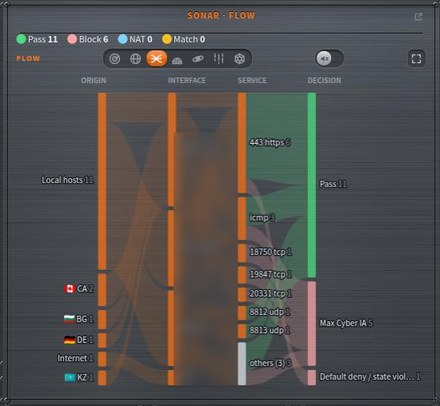 SONAR · FLOW
Pass 11 Block 6 NAT 0 Match 0
FLOW
ORIGIN INTERFACE SERVICE DECISION
443 https 6
Local hosts 11
Pass 11
icmp
18750 tcp 1
19847 tcp 1
CA 2
20331 tcp 1
8812 udp 1
BG 1
Max Cyber IA 5
8813 udp 1
DE 1
Internet 1
others (3) 3
KZ 1
Default deny / state viol... 1